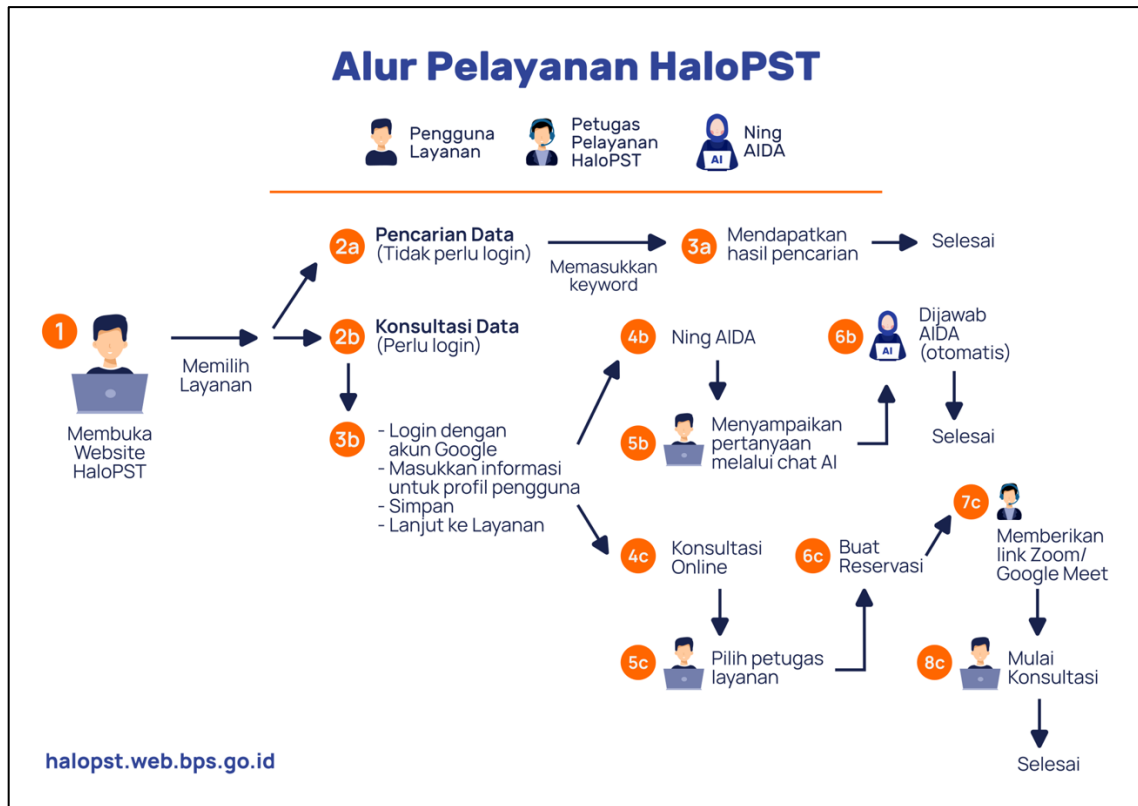 Alur Pelayanan HaloPST
Pengguna
Layanan
Petugas
Pelayanan
HaloPST
AI
Ning
AIDA
1
Membuka
Website
HaloPST
Memilih
Layanan
2a
Pencarian Data
(Tidak perlu login)
Memasukkan
keyword
3a
Mendapatkan
hasil pencarian
Selesai
2b
Konsultasi Data
(Perlu login)
3b
- Login dengan
akun Google
- Masukkan informasi
untuk profil pengguna
- Simpan
- Lanjut ke Layanan
4b
Ning AIDA
5b
Menyampaikan
pertanyaan
melalui chat AI
6b
AI
Dijawab
AIDA
(otomatis)
Selesai
4c
Konsultasi
Online
5c
Pilih petugas
layanan
6c
Buat
Reservasi
7c
Memberikan
link Zoom/
Google Meet
8c
Mulai
Konsultasi
Selesai
halopst.web.bps.go.id